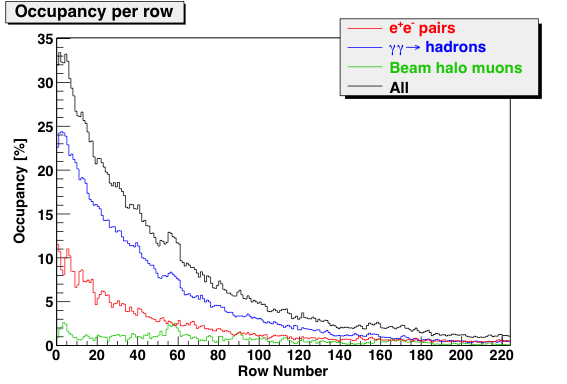 Occupancy per row
e⁺e⁻ pairs
γγ→ hadrons
Beam halo muons
All
Occupancy [%]
35
30
25
20
15
10
5
0
0 20 40 60 80 100 120 140 160 180 200 220
Row Number